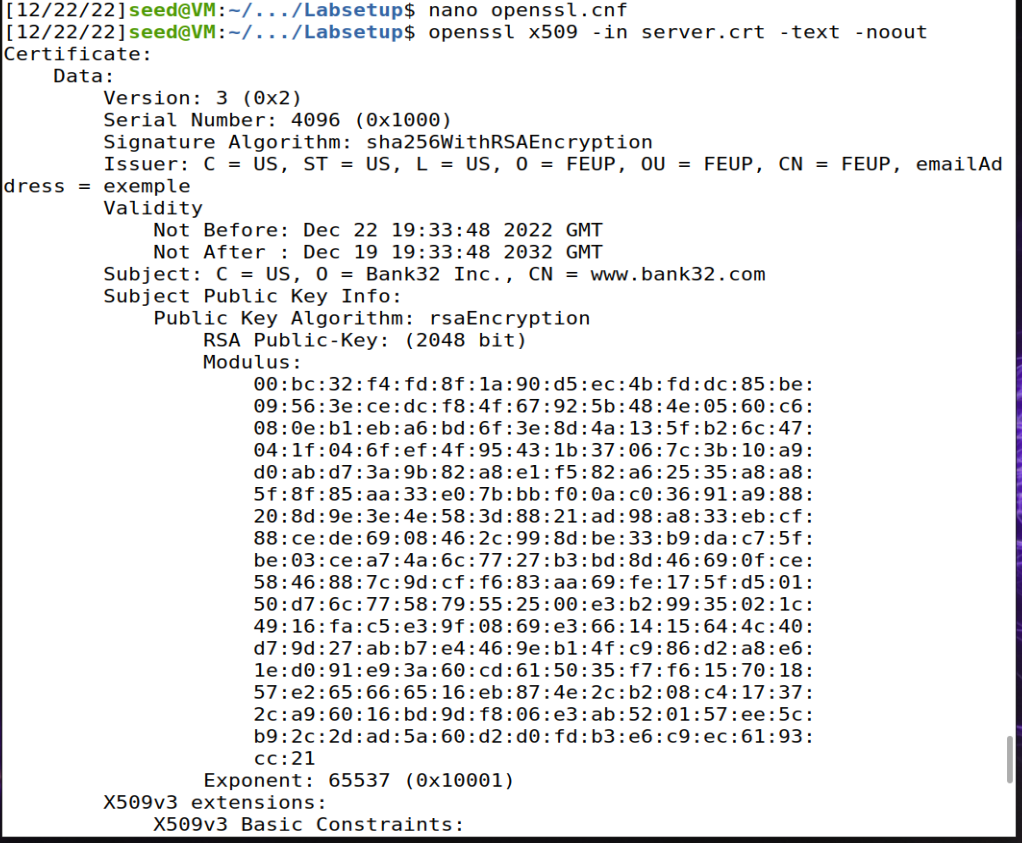 [12/22/22]seed@VM:~/.../Labsetup$ nano openssl.cnf
[12/22/22]seed@VM:~/.../Labsetup$ openssl x509 -in server.crt -text -noout
Certificate:
    Data:
        Version: 3 (0x2)
        Serial Number: 4096 (0x1000)
        Signature Algorithm: sha256WithRSAEncryption
        Issuer: C = US, ST = US, L = US, O = FEUP, OU = FEUP, CN = FEUP, emailAd
dress = exemple
        Validity
            Not Before: Dec 22 19:33:48 2022 GMT
            Not After : Dec 19 19:33:48 2032 GMT
        Subject: C = US, O = Bank32 Inc., CN = www.bank32.com
        Subject Public Key Info:
            Public Key Algorithm: rsaEncryption
                RSA Public-Key: (2048 bit)
                Modulus:
                    00:bc:32:f4:fd:8f:1a:90:d5:ec:4b:fd:dc:85:be:
                    09:56:3e:ce:dc:f8:4f:67:92:5b:48:4e:05:60:c6:
                    08:0e:b1:eb:a6:bd:6f:3e:8d:4a:13:5f:b2:6c:47:
                    04:1f:04:6f:ef:4f:95:43:1b:37:06:7c:3b:10:a9:
                    d0:ab:d7:3a:9b:82:a8:e1:f5:82:a6:25:35:a8:a8:
                    5f:8f:85:aa:33:e0:7b:bb:f0:0a:c0:36:91:a9:88:
                    20:8d:9e:3e:4e:58:3d:88:21:ad:98:a8:33:eb:cf:
                    88:ce:de:69:08:46:2c:99:8d:be:33:b9:da:c7:5f:
                    be:03:ce:a7:4a:6c:77:27:b3:bd:8d:46:69:0f:ce:
                    58:46:88:7c:9d:cf:f6:83:aa:69:fe:17:5f:d5:01:
                    50:d7:6c:77:58:79:55:25:00:e3:b2:99:35:02:1c:
                    49:16:fa:c5:e3:9f:08:69:e3:66:14:15:64:4c:40:
                    d7:9d:27:ab:b7:e4:46:9e:b1:4f:c9:86:d2:a8:e6:
                    1e:d0:91:e9:3a:60:cd:61:50:35:f7:f6:15:70:18:
                    57:e2:65:66:65:16:eb:87:4e:2c:b2:08:c4:17:37:
                    2c:a9:60:16:bd:9d:f8:06:e3:ab:52:01:57:ee:5c:
                    b9:2c:2d:ad:5a:60:d2:d0:fd:b3:e6:c9:ec:61:93:
                    cc:21
                Exponent: 65537 (0x10001)
        X509v3 extensions:
            X509v3 Basic Constraints: